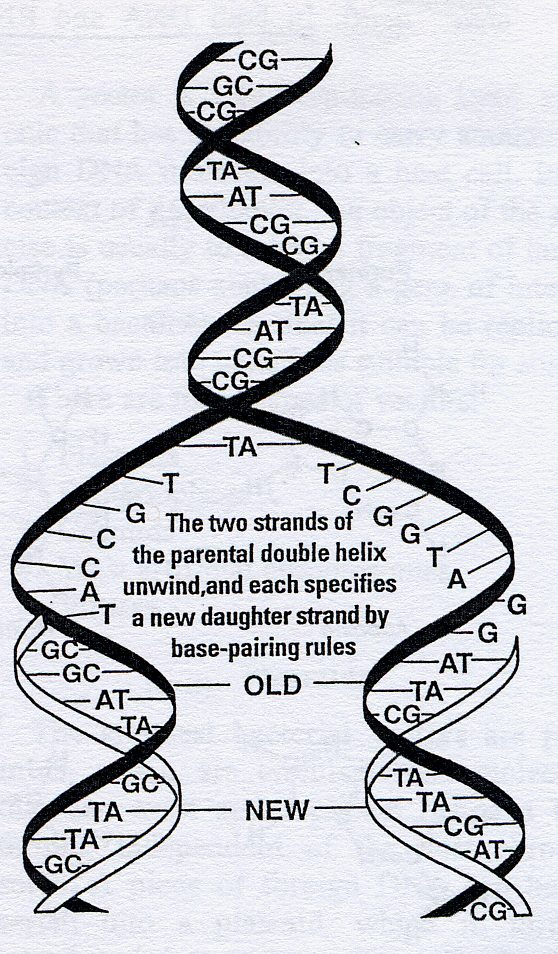 CG
GC
CG
TA
AT
CG
CG
TA
AT
CG
CG
TA
T T
G C
C G
C G
A T
T A
The two strands of
the parental double helix
unwind,and each specifies
a new daughter strand by
base-pairing rules
G
G
GC AT
GC TA
OLD
AT CG
TA
GC TA
NEW
TA TA
TA CG
GC AT
CG